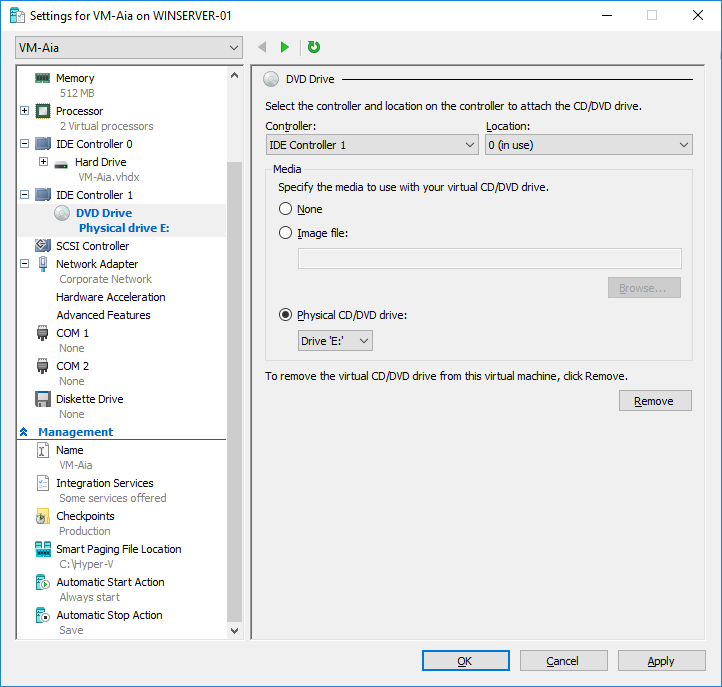 Settings for VM-Aia on WINSERVER-01
VM-Aia
Memory
512 MB
Processor
2 Virtual processors
IDE Controller 0
Hard Drive
VM-Aia.vhdx
IDE Controller 1
DVD Drive
Physical drive E:
SCSI Controller
Network Adapter
Corporate Network
Hardware Acceleration
Advanced Features
COM 1
None
COM 2
None
Diskette Drive
None
Management
Name
VM-Aia
Integration Services
Some services offered
Checkpoints
Production
Smart Paging File Location
C:\Hyper-V
Automatic Start Action
Always start
Automatic Stop Action
Save
DVD Drive
Select the controller and location on the controller to attach the CD/DVD drive.
Controller: Location:
IDE Controller 1 0 (in use)
Media
Specify the media to use with your virtual CD/DVD drive.
None
Image file:
Browse...
Physical CD/DVD drive:
Drive 'E:'
To remove the virtual CD/DVD drive from this virtual machine, click Remove.
Remove
OK Cancel Apply